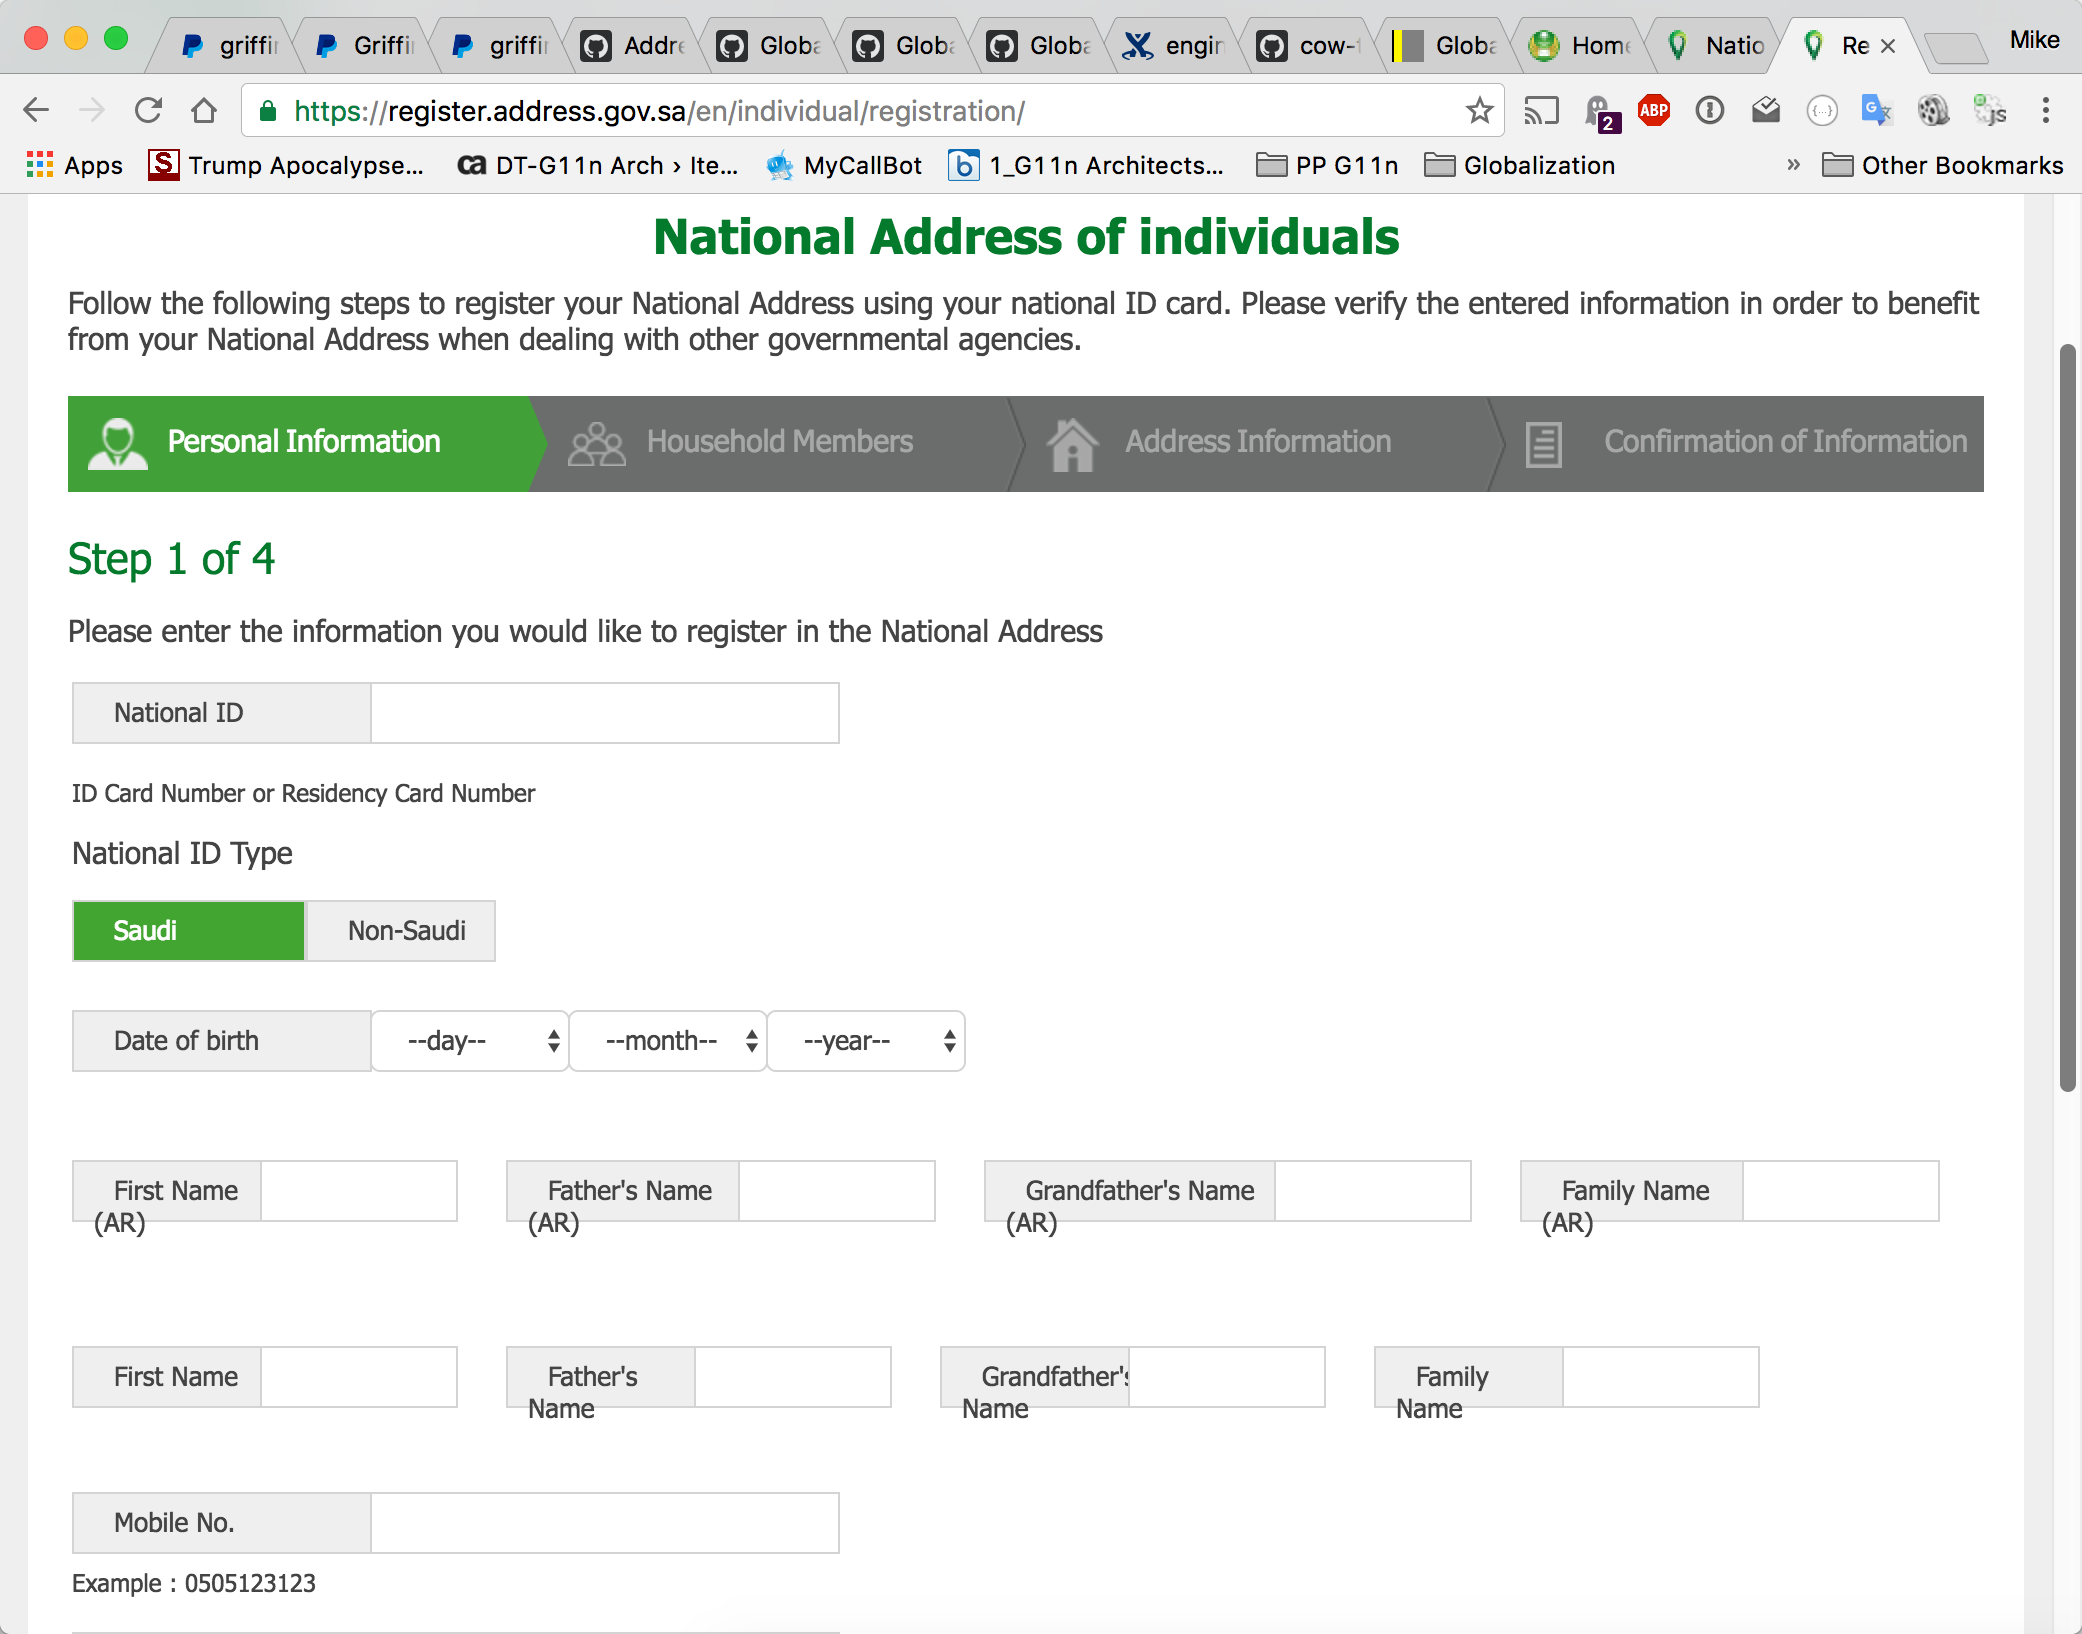 griffin
Griffin
griffin
Addre
Globa
Globa
Globa
engin
cow-t
Globa
Home
Natio
Re
Mike
https://register.address.gov.sa/en/individual/registration/
2
ABP
Apps
Trump Apocalypse...
DT-G11n Arch › Ite...
MyCallBot
1_G11n Architects...
PP G11n
Globalization
»
Other Bookmarks
National Address of individuals
Follow the following steps to register your National Address using your national ID card. Please verify the entered information in order to benefit
from your National Address when dealing with other governmental agencies.
Personal Information
Household Members
Address Information
Confirmation of Information
Step 1 of 4
Please enter the information you would like to register in the National Address
National ID
ID Card Number or Residency Card Number
National ID Type
Saudi
Non-Saudi
Date of birth
--day--
--month--
--year--
First Name
(AR)
Father's Name
(AR)
Grandfather's Name
(AR)
Family Name
(AR)
First Name
Father's
Name
Grandfather's
Name
Family
Name
Mobile No.
Example : 0505123123